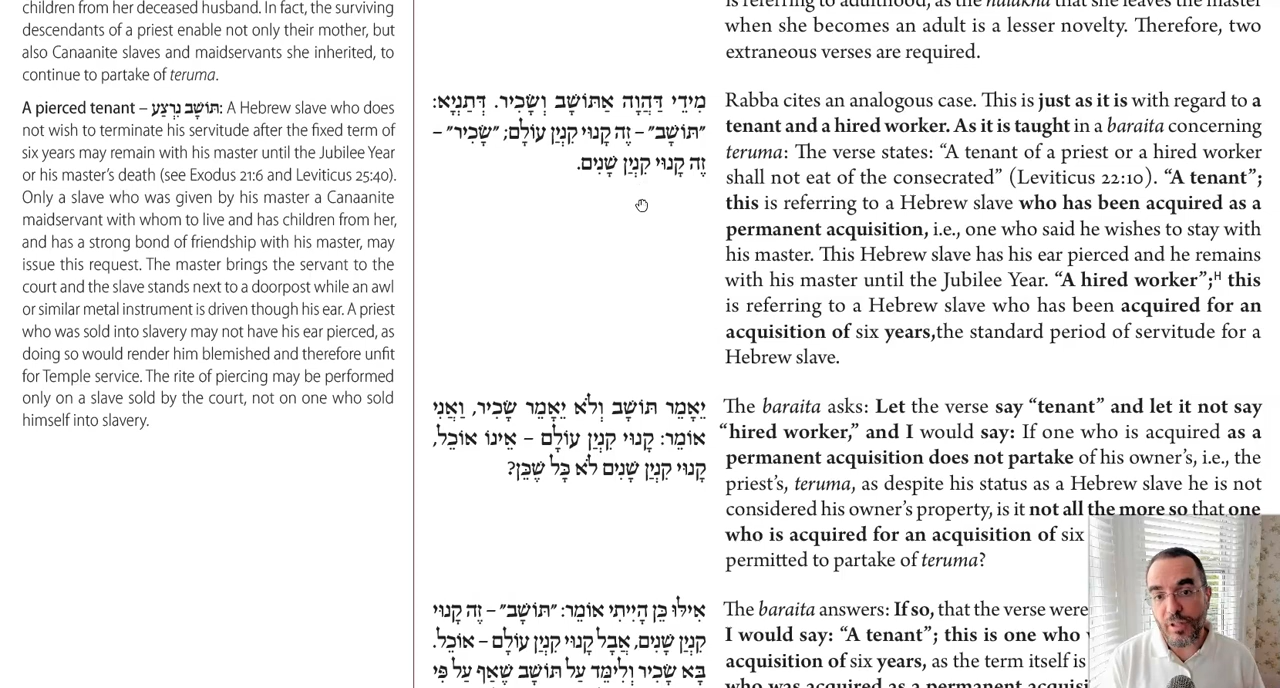 children from her deceased husband. In fact, the surviving
descendants of a priest enable not only their mother, but
also Canaanite slaves and maidservants she inherited, to
continue to partake of teruma.
A pierced tenant – תּוֹשָׁב נִרְצָע: A Hebrew slave who does
not wish to terminate his servitude after the fixed term of
six years may remain with his master until the Jubilee Year
or his master’s death (see Exodus 21:6 and Leviticus 25:40).
Only a slave who was given by his master a Canaanite
maidservant with whom to live and has children from her,
and has a strong bond of friendship with his master, may
issue this request. The master brings the servant to the
court and the slave stands next to a doorpost while an awl
or similar metal instrument is driven though his ear. A priest
who was sold into slavery may not have his ear pierced, as
doing so would render him blemished and therefore unfit
for Temple service. The rite of piercing may be performed
only on a slave sold by the court, not on one who sold
himself into slavery.
מִידֵי דַּהֲוָה אַתּוֹשָׁב וְשָׂכִיר. דְּתַנְיָא:
״תּוֹשָׁב״ – זֶה קָנוּי קִנְיַן עוֹלָם; ״שָׂכִיר״ –
זֶה קָנוּי קִנְיַן שָׁנִים.
יֵאָמֵר תּוֹשָׁב וְלֹא יֵאָמֵר שָׂכִיר, וַאֲנִי
אוֹמֵר: קָנוּי קִנְיַן עוֹלָם – אֵינוֹ אוֹכֵל,
קָנוּי קִנְיַן שָׁנִים לֹא כׇּל שֶׁכֵּן?
אִילּוּ כֵּן הָיִיתִי אוֹמֵר: ״תּוֹשָׁב״ – זֶה קָנוּי
קִנְיַן שָׁנִים, אֲבָל קָנוּי קִנְיַן עוֹלָם – אוֹכֵל.
בָּא שָׂכִיר וְלִימֵּד עַל תּוֹשָׁב שֶׁאַף עַל פִּי
is referring to adulthood, as the halakha that she leaves the master
when she becomes an adult is a lesser novelty. Therefore, two
extraneous verses are required.
Rabba cites an analogous case. This is just as it is with regard to a
tenant and a hired worker. As it is taught in a baraita concerning
teruma: The verse states: “A tenant of a priest or a hired worker
shall not eat of the consecrated” (Leviticus 22:10). “A tenant”;
this is referring to a Hebrew slave who has been acquired as a
permanent acquisition, i.e., one who said he wishes to stay with
his master. This Hebrew slave has his ear pierced and he remains
with his master until the Jubilee Year. “A hired worker”;ᴴ this
is referring to a Hebrew slave who has been acquired for an
acquisition of six years,the standard period of servitude for a
Hebrew slave.
The baraita asks: Let the verse say “tenant” and let it not say
“hired worker,” and I would say: If one who is acquired as a
permanent acquisition does not partake of his owner’s, i.e., the
priest’s, teruma, as despite his status as a Hebrew slave he is not
considered his owner’s property, is it not all the more so that one
who is acquired for an acquisition of six
permitted to partake of teruma?
The baraita answers: If so, that the verse were
I would say: “A tenant”; this is one who
acquisition of six years, as the term itself is
who was acquired as a permanent